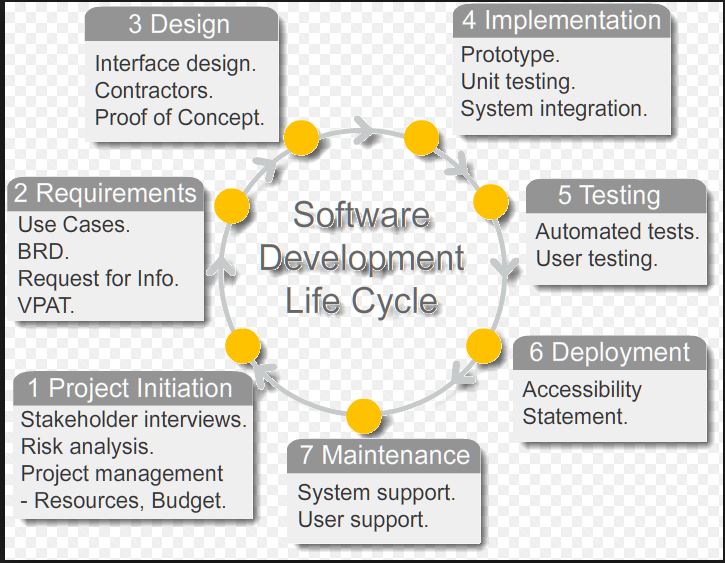 Software
Development
Life Cycle
1 Project Initiation
Stakeholder interviews.
Risk analysis.
Project management
- Resources, Budget.
2 Requirements
Use Cases.
BRD.
Request for Info.
VPAT.
3 Design
Interface design.
Contractors.
Proof of Concept.
4 Implementation
Prototype.
Unit testing.
System integration.
5 Testing
Automated tests.
User testing.
6 Deployment
Accessibility
Statement.
7 Maintenance
System support.
User support.